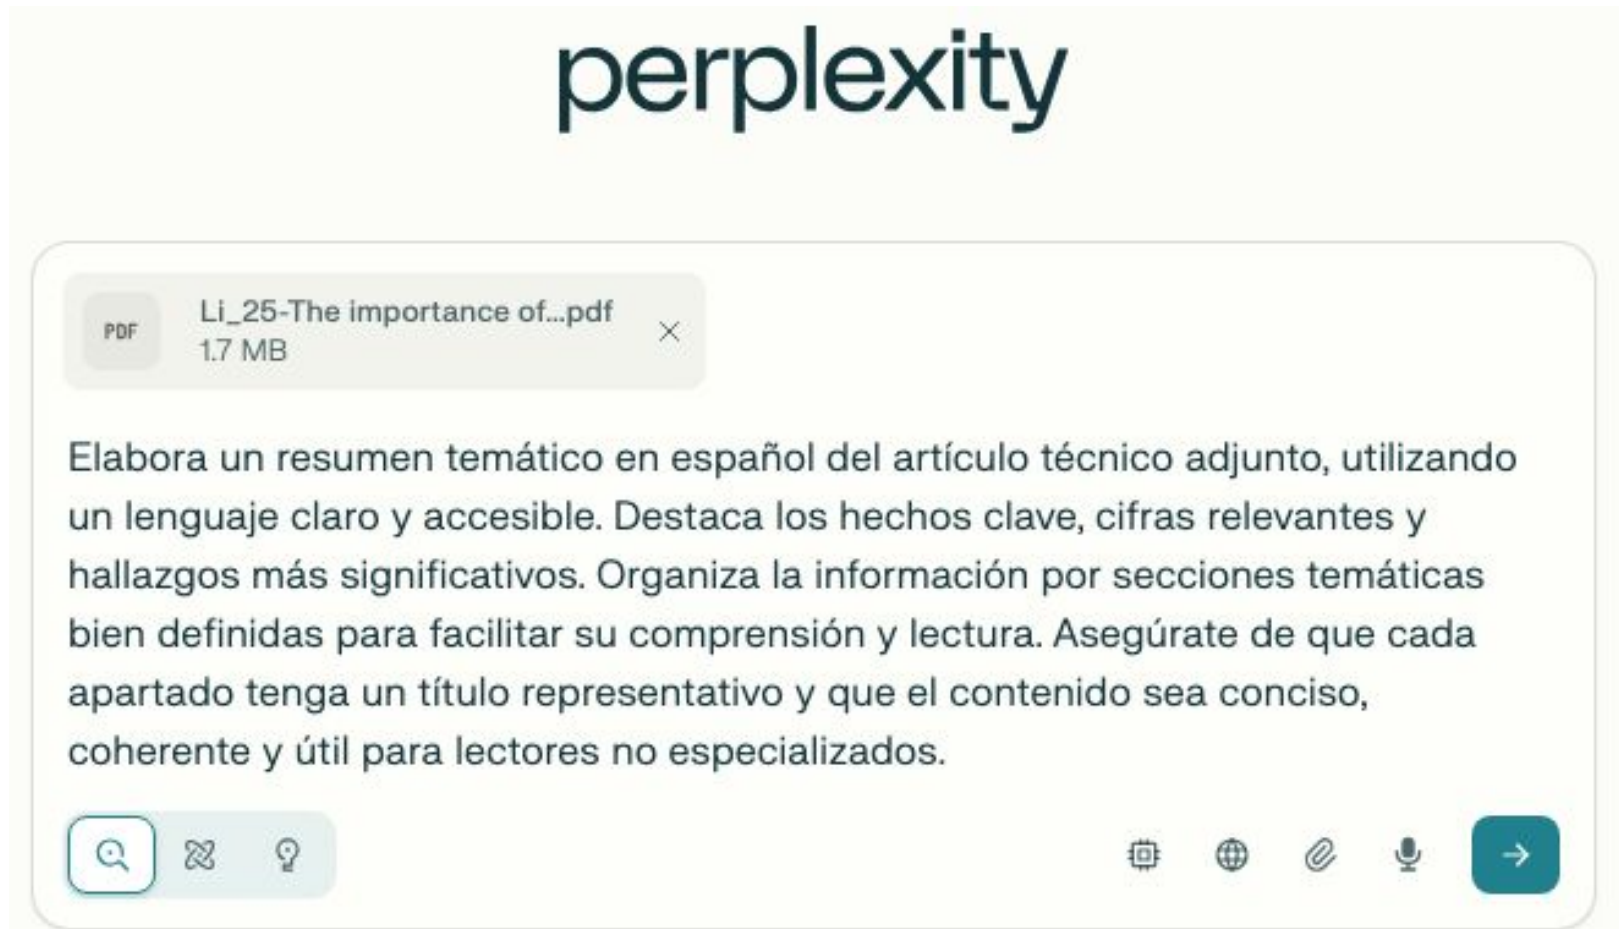 perplexity
PDF
Li_25-The importance of...pdf
1.7 MB
Elabora un resumen temático en español del artículo técnico adjunto, utilizando
un lenguaje claro y accesible. Destaca los hechos clave, cifras relevantes y
hallazgos más significativos. Organiza la información por secciones temáticas
bien definidas para facilitar su comprensión y lectura. Asegúrate de que cada
apartado tenga un título representativo y que el contenido sea conciso,
coherente y útil para lectores no especializados.